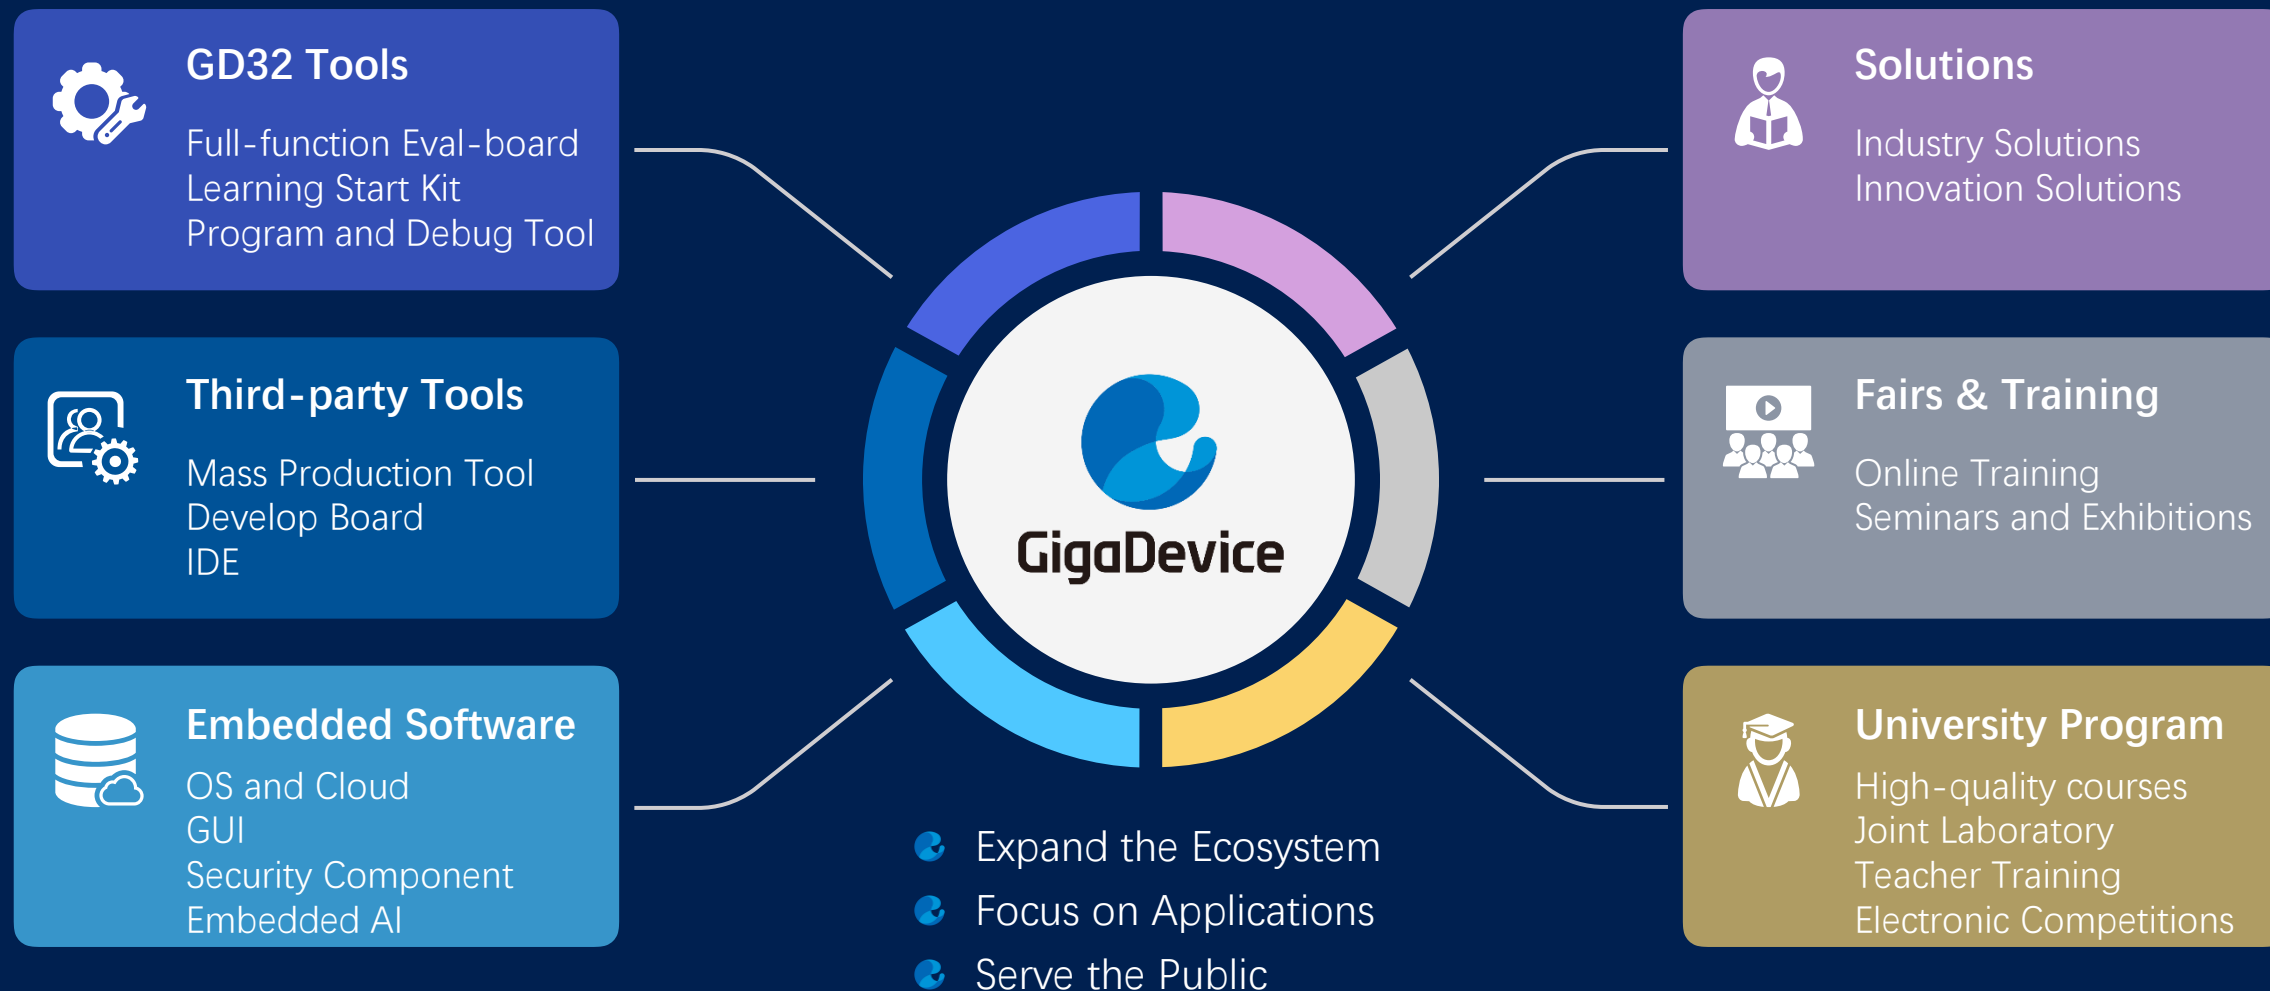 GD32 Tools
Full-function Eval-board
Learning Start Kit
Program and Debug Tool
Third-party Tools
Mass Production Tool
Develop Board
IDE
Embedded Software
OS and Cloud
GUI
Security Component
Embedded AI
GigaDevice
Expand the Ecosystem
Focus on Applications
Serve the Public
Solutions
Industry Solutions
Innovation Solutions
Fairs & Training
Online Training
Seminars and Exhibitions
University Program
High-quality courses
Joint Laboratory
Teacher Training
Electronic Competitions